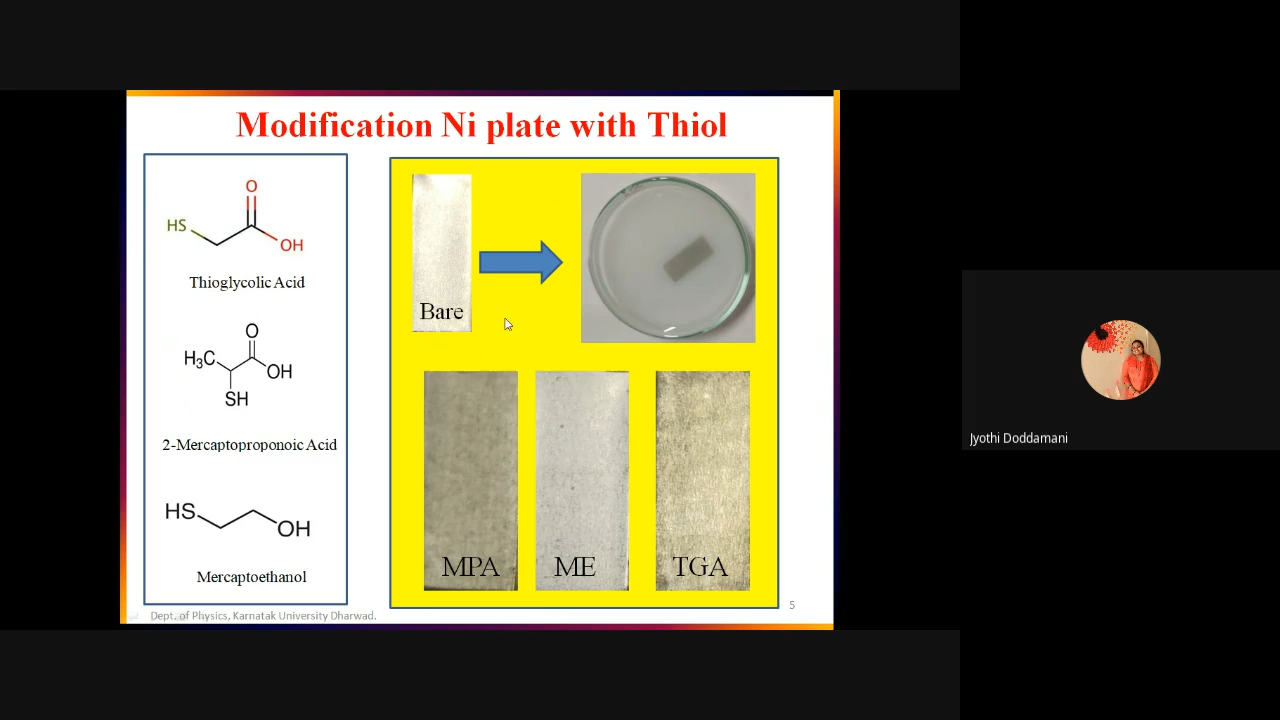 Modification Ni plate with Thiol
O
HS
OH
Thioglycolic Acid
O
H₃C
OH
SH
2-Mercaptoproponoic Acid
HS
OH
Mercaptoethanol
Bare
MPA
ME
TGA
Dept. of Physics, Karnatak University Dharwad.
5
Jyothi Doddamani